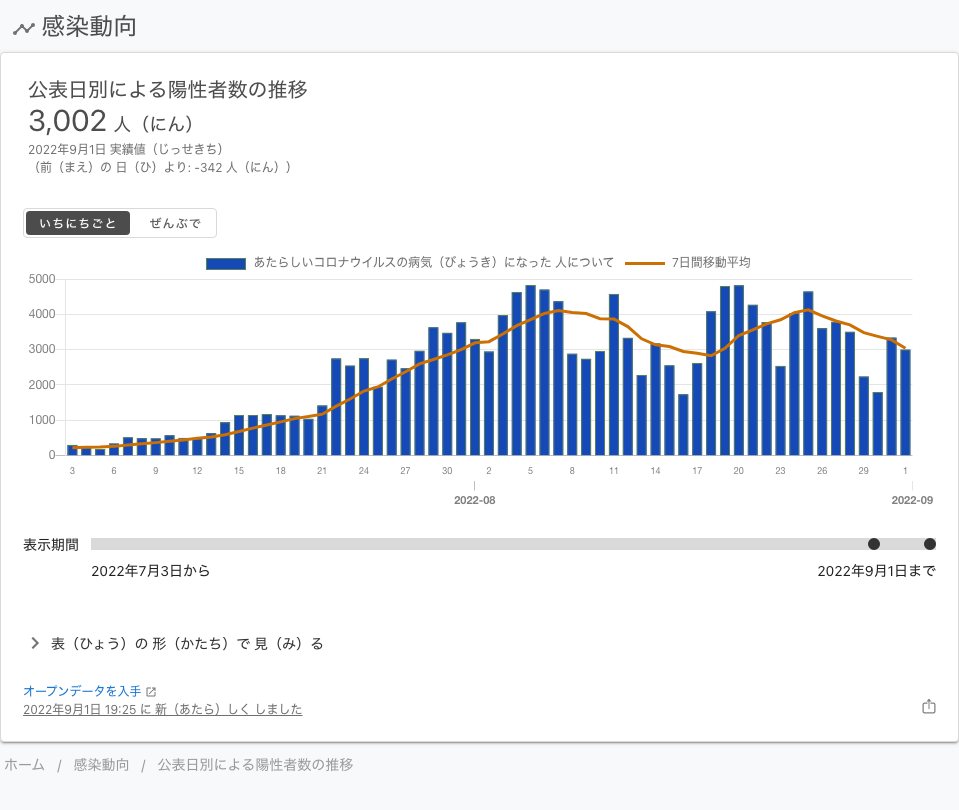 感染動向
公表日別による陽性者数の推移
3,002 人（にん）
2022年9月1日 実績値（じっせきち）
（前（まえ）の 日（ひ）より: -342 人（にん））
いちにちごと ぜんぶで
あたらしいコロナウイルスの病気（びょうき）になった 人について 7日間移動平均
5000
4000
3000
2000
1000
0
3 6 9 12 15 18 21 24 27 30 2 5 8 11 14 17 20 23 26 29 1
2022-08 2022-09
表示期間
2022年7月3日から 2022年9月1日まで
表（ひょう）の 形（かたち）で 見（み）る
オープンデータを入手
2022年9月1日 19:25 に 新（あたら）しく しました
ホーム / 感染動向 / 公表日別による陽性者数の推移